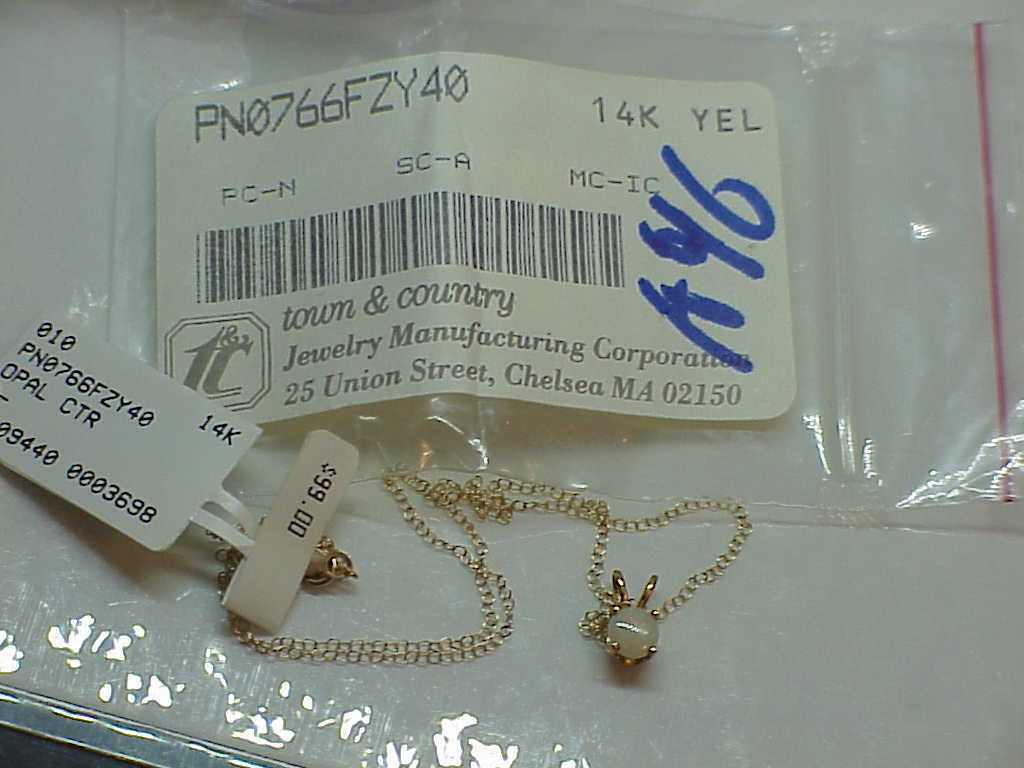 PN0766FZY40
14K YEL
PC-N
SC-A
MC-IC
A46
town & country
Jewelry Manufacturing Corporation
25 Union Street, Chelsea MA 02150
t&c
010
PN0766FZY40
OPAL CTR
14K
09440 0003698
$99.00